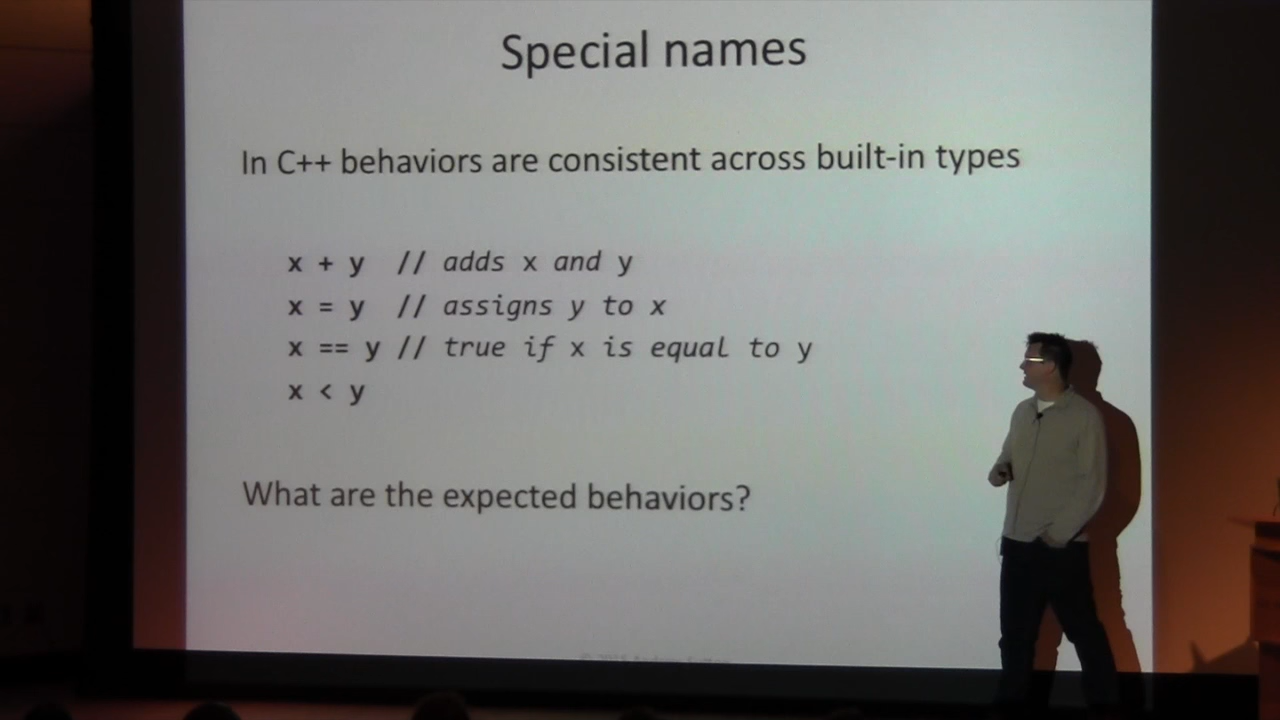 Special names
In C++ behaviors are consistent across built-in types
x + y // adds x and y
x = y // assigns y to x
x == y // true if x is equal to y
x < y
What are the expected behaviors?